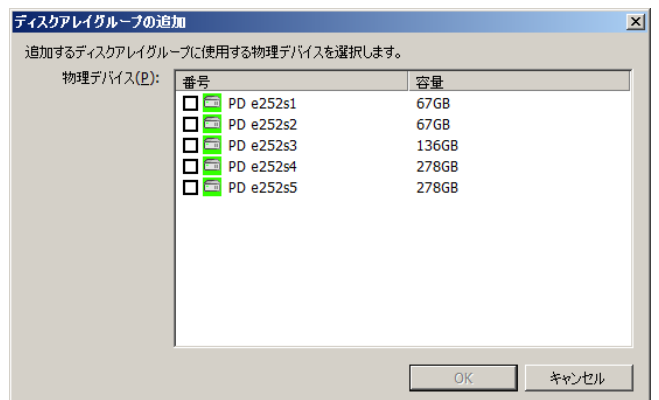 ディスクアレイグループの追加
追加するディスクアレイグループに使用する物理デバイスを選択します。
物理デバイス(P):
番号 容量
PD e252s1 67GB
PD e252s2 67GB
PD e252s3 136GB
PD e252s4 278GB
PD e252s5 278GB
OK キャンセル